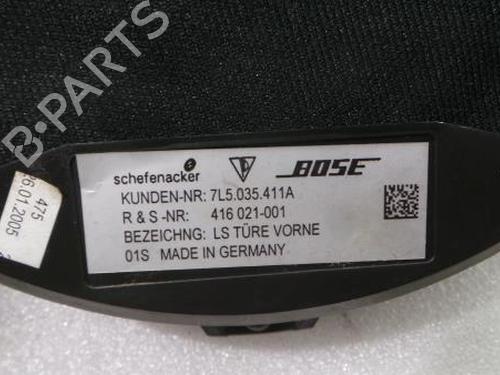 B-PARTS
475
26.01.2005
schefenacker
BOSE
KUNDEN-NR: 7L5.035.411A
R & S -NR: 416 021-001
BEZEICHNG: LS TÜRE VORNE
01S MADE IN GERMANY